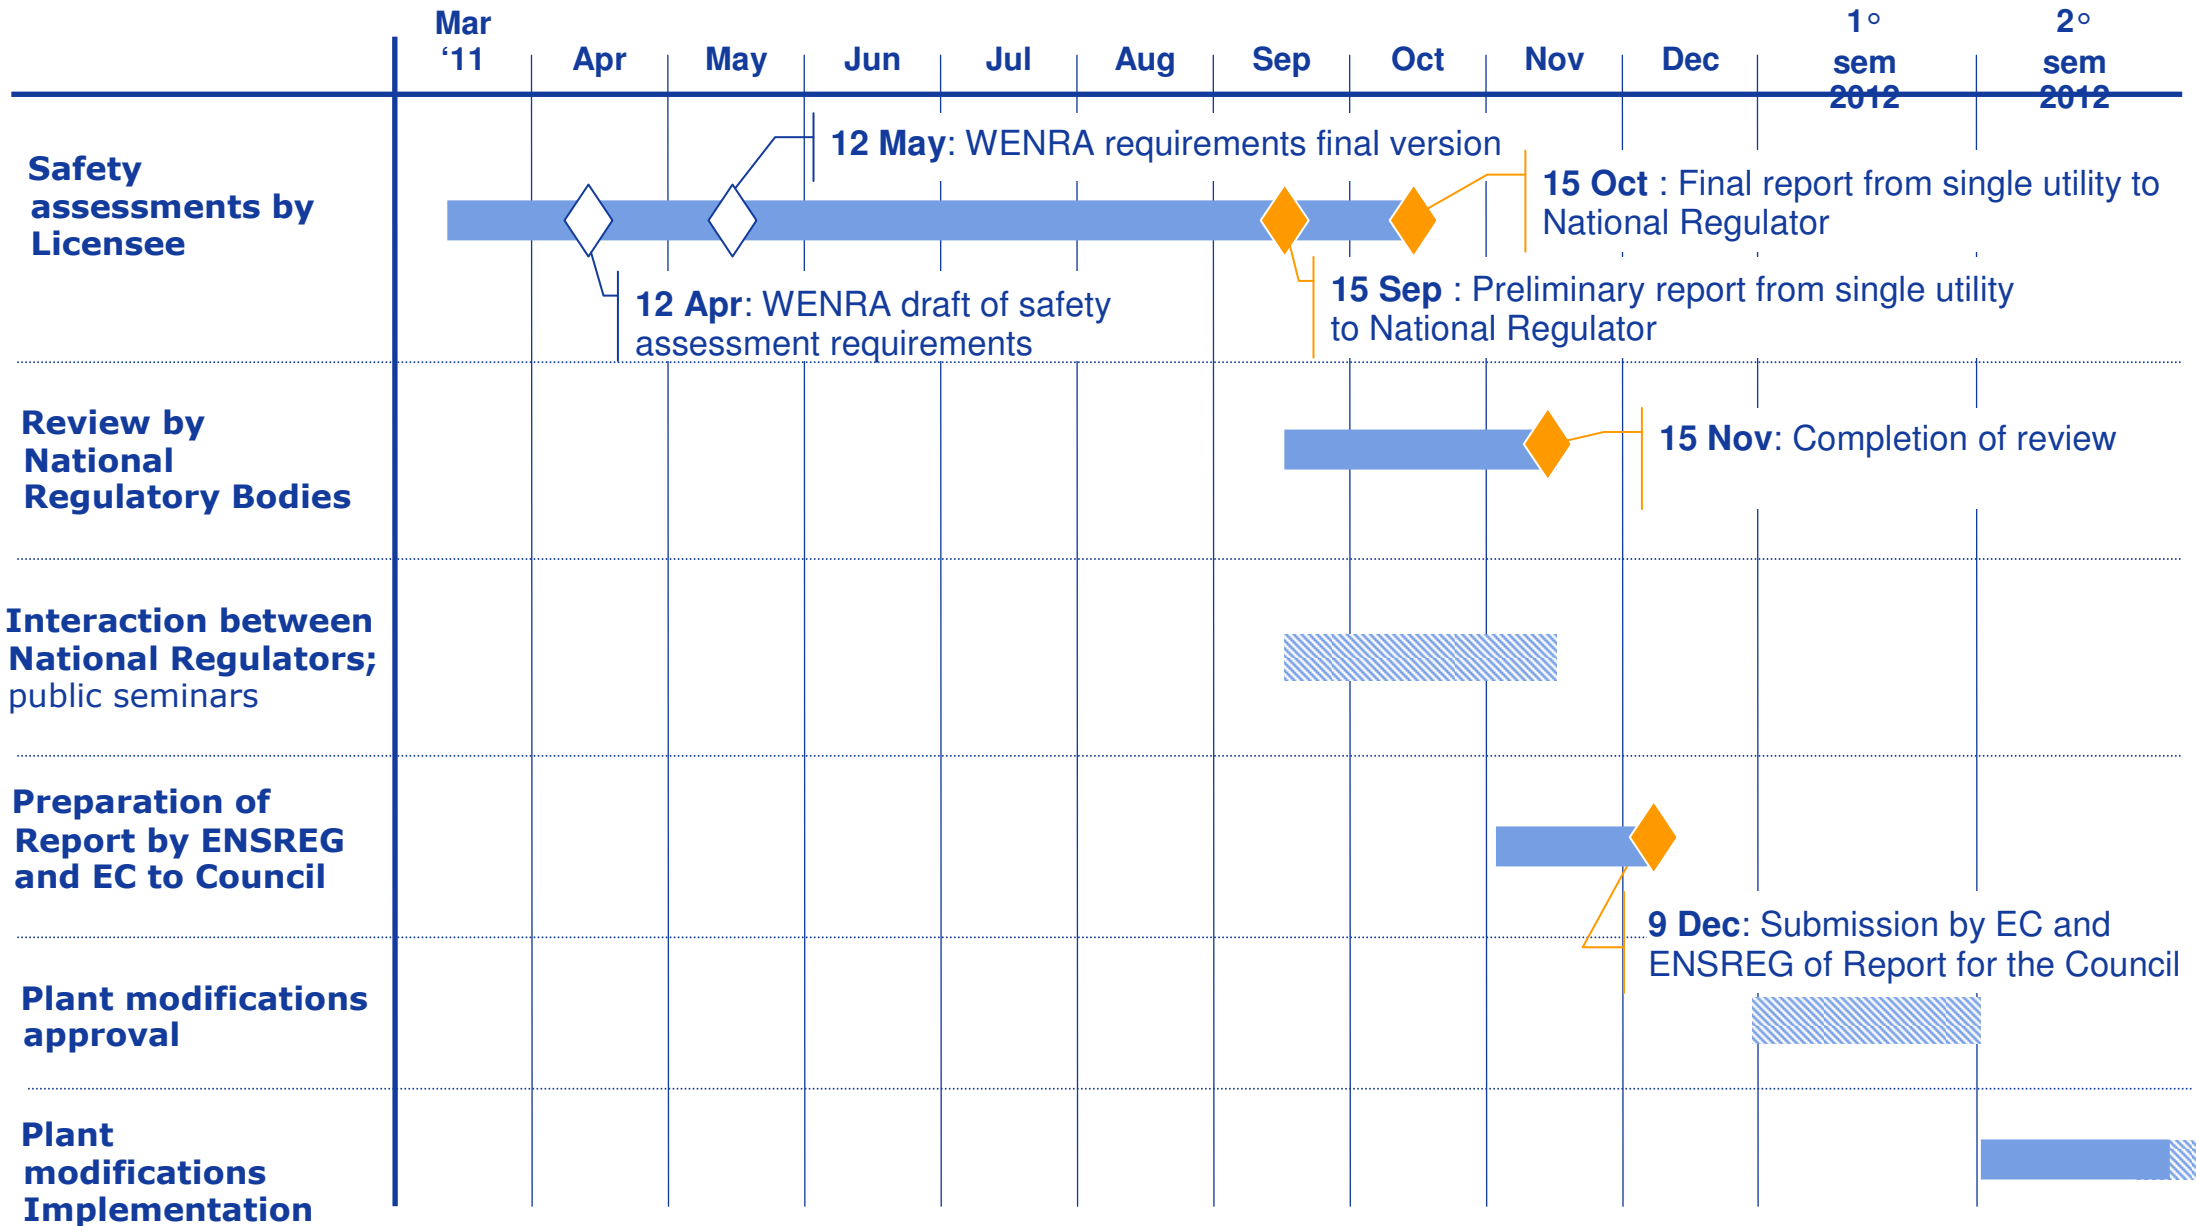 Mar
‘11
Apr
May
Jun
Jul
Aug
Sep
Oct
Nov
Dec
1°
sem
2012
2°
sem
2012
Safety
assessments by
Licensee
12 May: WENRA requirements final version
15 Oct : Final report from single utility to
National Regulator
12 Apr: WENRA draft of safety
assessment requirements
15 Sep : Preliminary report from single utility
to National Regulator
Review by
National
Regulatory Bodies
15 Nov: Completion of review
Interaction between
National Regulators;
public seminars
Preparation of
Report by ENSREG
and EC to Council
9 Dec: Submission by EC and
ENSREG of Report for the Council
Plant modifications
approval
Plant
modifications
Implementation